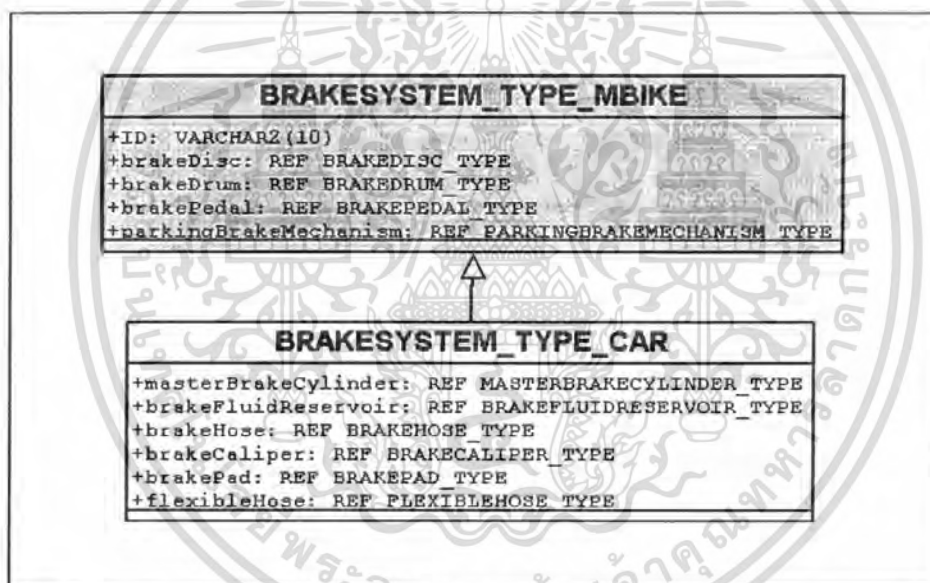 BRAKESYSTEM_TYPE_MBIKE
+ID: VARCHAR2(10)
+brakeDisc: REF BRAKEDISC_TYPE
+brakeDrum: REF BRAKEDRUM_TYPE
+brakePedal: REF BRAKEPEDAL_TYPE
+parkingBrakeMechanism: REF PARKINGBRAKEMECHANISM_TYPE
BRAKESYSTEM_TYPE_CAR
+masterBrakeCylinder: REF MASTERBRAKECYLINDER_TYPE
+brakeFluidReservoir: REF BRAKEFLUIDRESERVOIR_TYPE
+brakeHose: REF BRAKEHOSE_TYPE
+brakeCaliper: REF BRAKECALIPER_TYPE
+brakePad: REF BRAKEPAD_TYPE
+flexibleHose: REF FLEXIBLEHOSE_TYPE